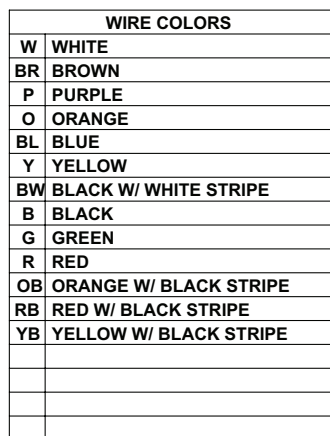 WIRE COLORS
W WHITE
BR BROWN
P PURPLE
O ORANGE
BL BLUE
Y YELLOW
BW BLACK W/ WHITE STRIPE
B BLACK
G GREEN
R RED
OB ORANGE W/ BLACK STRIPE
RB RED W/ BLACK STRIPE
YB YELLOW W/ BLACK STRIPE